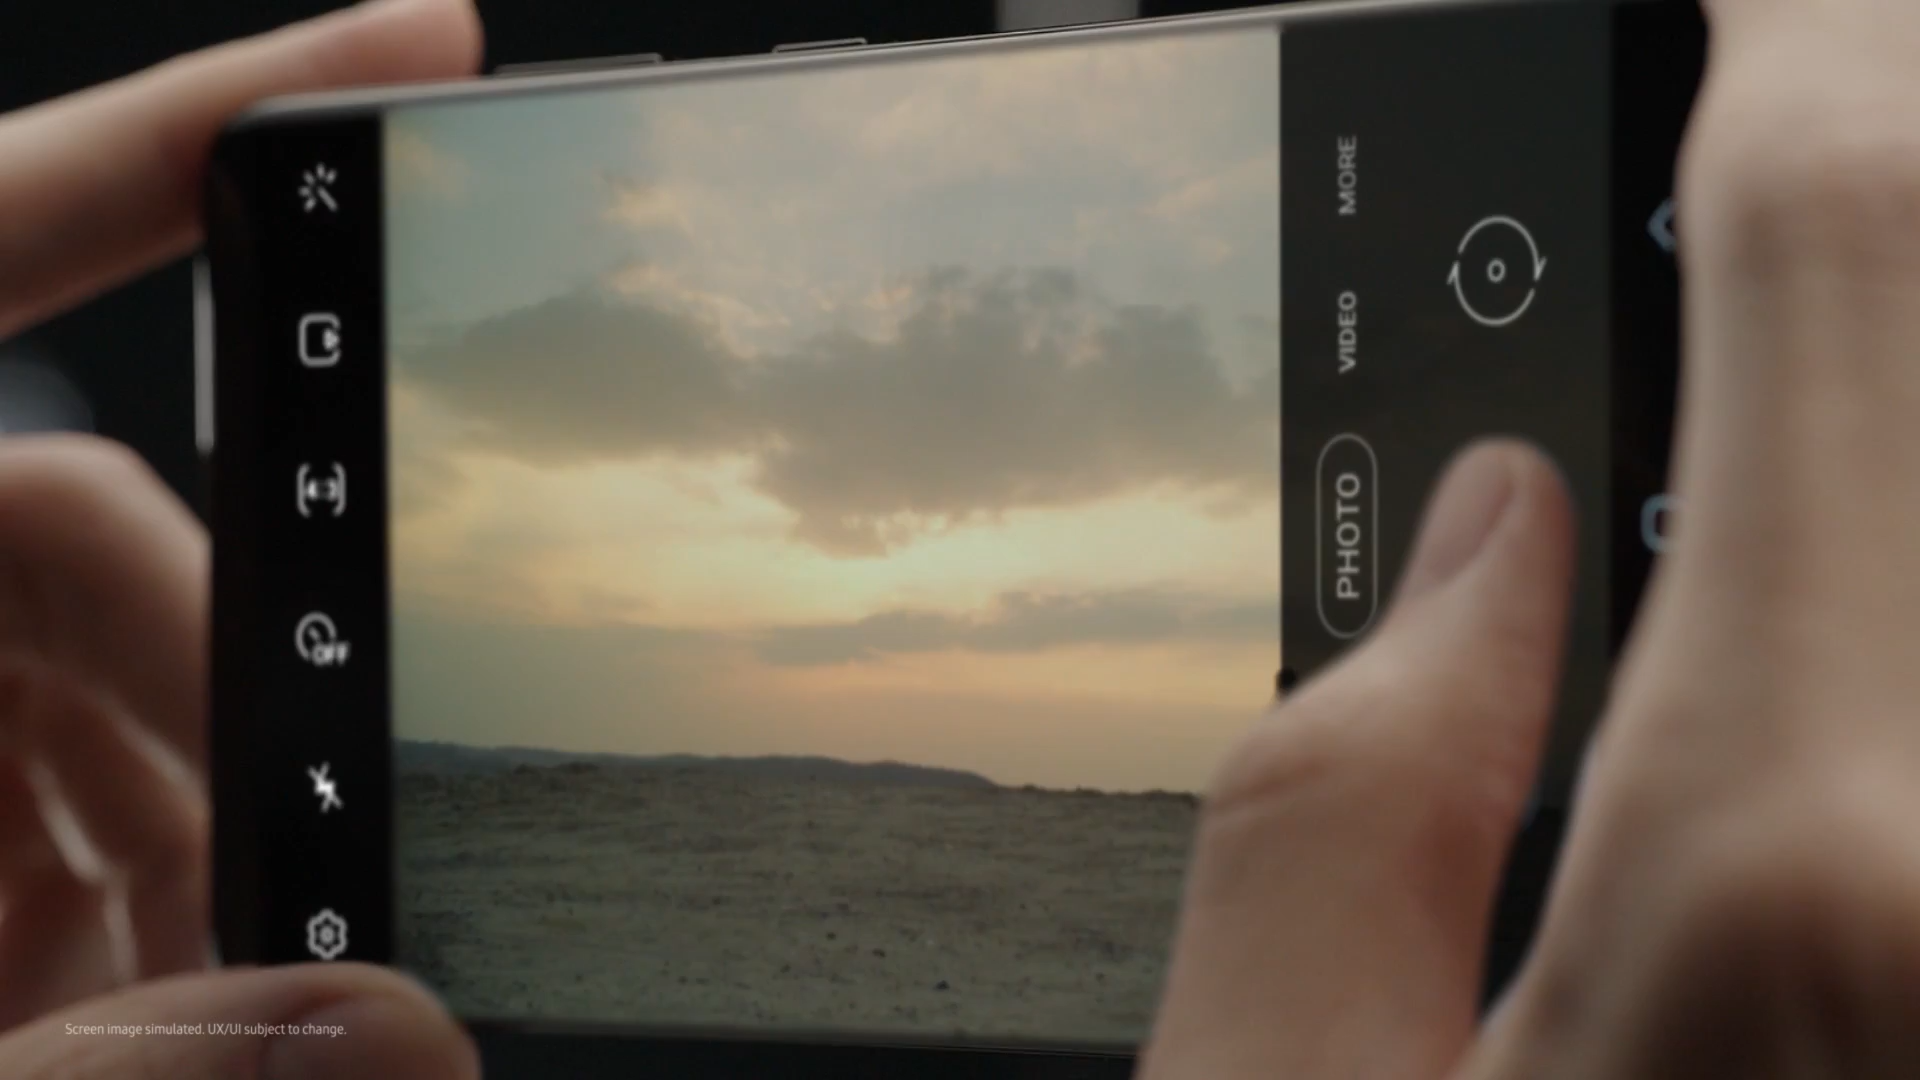 MORE
VIDEO
PHOTO
4:3
OFF
Screen image simulated. UX/UI subject to change.